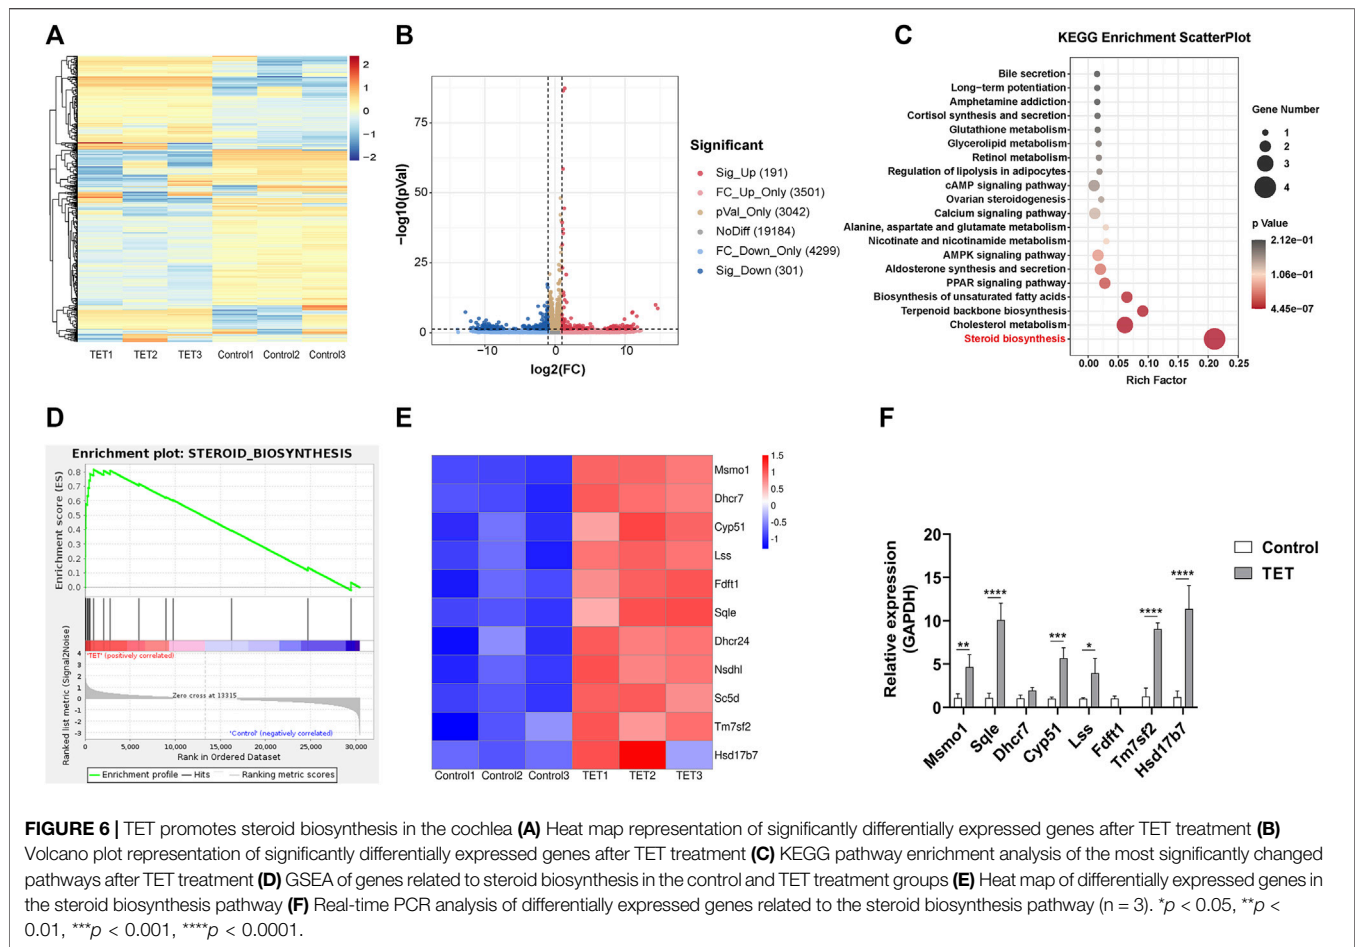 A
2
1
0
−1
−2
TET1 TET2 TET3 Control1 Control2 Control3
B
−log10(pVal)
75
50
25
0
−10 0 10
log2(FC)
Significant
Sig_Up (191)
FC_Up_Only (3501)
pVal_Only (3042)
NoDiff (19184)
FC_Down_Only (4299)
Sig_Down (301)
C
KEGG Enrichment ScatterPlot
Bile secretion
Long−term potentiation
Amphetamine addiction
Cortisol synthesis and secretion
Glutathione metabolism
Glycerolipid metabolism
Retinol metabolism
Regulation of lipolysis in adipocytes
cAMP signaling pathway
Ovarian steroidogenesis
Calcium signaling pathway
Alanine, aspartate and glutamate metabolism
Nicotinate and nicotinamide metabolism
AMPK signaling pathway
Aldosterone synthesis and secretion
PPAR signaling pathway
Biosynthesis of unsaturated fatty acids
Terpenoid backbone biosynthesis
Cholesterol metabolism
Steroid biosynthesis
0.00 0.05 0.10 0.15 0.20 0.25
Rich Factor
Gene Number
1
2
3
4
p Value
2.12e−01
1.06e−01
4.45e−07
D
Enrichment plot: STEROID_BIOSYNTHESIS
Enrichment score (ES)
0.8
0.7
0.6
0.5
0.4
0.3
0.2
0.1
0.0
Ranked list metric (Signal2Noise)
'TET' (positively correlated)
4
3
2
1
0
-1
-2
-3
Zero cross at 13315
'Control' (negatively correlated)
0 5,000 10,000 15,000 20,000 25,000 30,000
Rank in Ordered Dataset
Enrichment profile Hits Ranking metric scores
E
Msmo1
Dhcr7
Cyp51
Lss
Fdft1
Sqle
Dhcr24
Nsdhl
Sc5d
Tm7sf2
Hsd17b7
Control1 Control2 Control3 TET1 TET2 TET3
1.5
1
0.5
0
-0.5
-1
F
Relative expression
(GAPDH)
20
15
10
5
0
** **** *** * **** ****
Msmo1 Sqle Dhcr7 Cyp51 Lss Fdft1 Tm7sf2 Hsd17b7
Control
TET
FIGURE 6 | TET promotes steroid biosynthesis in the cochlea (A) Heat map representation of significantly differentially expressed genes after TET treatment (B)
Volcano plot representation of significantly differentially expressed genes after TET treatment (C) KEGG pathway enrichment analysis of the most significantly changed
pathways after TET treatment (D) GSEA of genes related to steroid biosynthesis in the control and TET treatment groups (E) Heat map of differentially expressed genes in
the steroid biosynthesis pathway (F) Real-time PCR analysis of differentially expressed genes related to the steroid biosynthesis pathway (n = 3). *p < 0.05, **p <
0.01, ***p < 0.001, ****p < 0.0001.